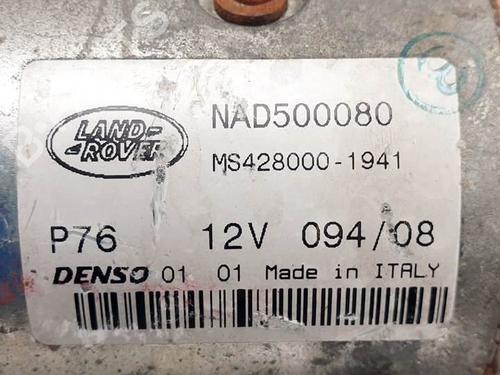 LAND-
ROVER
NAD500080
MS428000-1941
P76 12V 094/08
DENSO 01 01 Made in ITALY